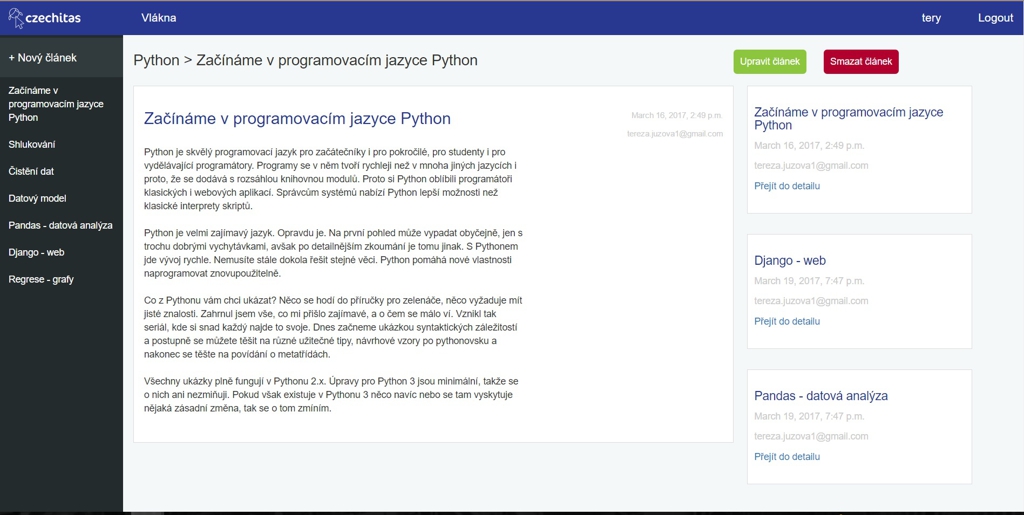 czechitas
Vlákna
tery
Logout
+ Nový článek
Začínáme v
programovacím jazyce
Python
Shlukování
Čistění dat
Datový model
Pandas - datová analýza
Django - web
Regrese - grafy
Python > Začínáme v programovacím jazyce Python
Upravit článek
Smazat článek
Začínáme v programovacím jazyce Python
March 16, 2017, 2:49 p.m.
tereza.juzova1@gmail.com
Python je skvělý programovací jazyk pro začátečníky i pro pokročilé, pro studenty i pro
vydělávající programátory. Programy se v něm tvoří rychleji než v mnoha jiných jazycích i
proto, že se dodává s rozsáhlou knihovnou modulů. Proto si Python oblíbili programátoři
klasických i webových aplikací. Správcům systémů nabízí Python lepší možnosti než
klasické interprety skriptů.
Python je velmi zajímavý jazyk. Opravdu je. Na první pohled může vypadat obyčejně, jen s
trochu dobrými vychytávkami, avšak po detailnějším zkoumání je tomu jinak. S Pythonem
jde vývoj rychle. Nemusíte stále dokola řešit stejné věci. Python pomáhá nové vlastnosti
naprogramovat znovupoužitelně.
Co z Pythonu vám chci ukázat? Něco se hodí do příručky pro zelenáče, něco vyžaduje mít
jisté znalosti. Zahrnul jsem vše, co mi přišlo zajímavé, a o čem se málo ví. Vznikl tak
seriál, kde si snad každý najde to svoje. Dnes začneme ukázkou syntaktických záležitostí
a postupně se můžete těšit na různé užitečné tipy, návrhové vzory po pythonovsku a
nakonec se těšte na povídání o metatřídách.
Všechny ukázky plně fungují v Pythonu 2.x. Úpravy pro Python 3 jsou minimální, takže se
o nich ani nezmiňuji. Pokud však existuje v Pythonu 3 něco navíc nebo se tam vyskytuje
nějaká zásadní změna, tak se o tom zmíním.
Začínáme v programovacím jazyce
Python
March 16, 2017, 2:49 p.m.
tereza.juzova1@gmail.com
Přejít do detailu
Django - web
March 19, 2017, 7:47 p.m.
tereza.juzova1@gmail.com
Přejít do detailu
Pandas - datová analýza
March 19, 2017, 7:47 p.m.
tereza.juzova1@gmail.com
Přejít do detailu